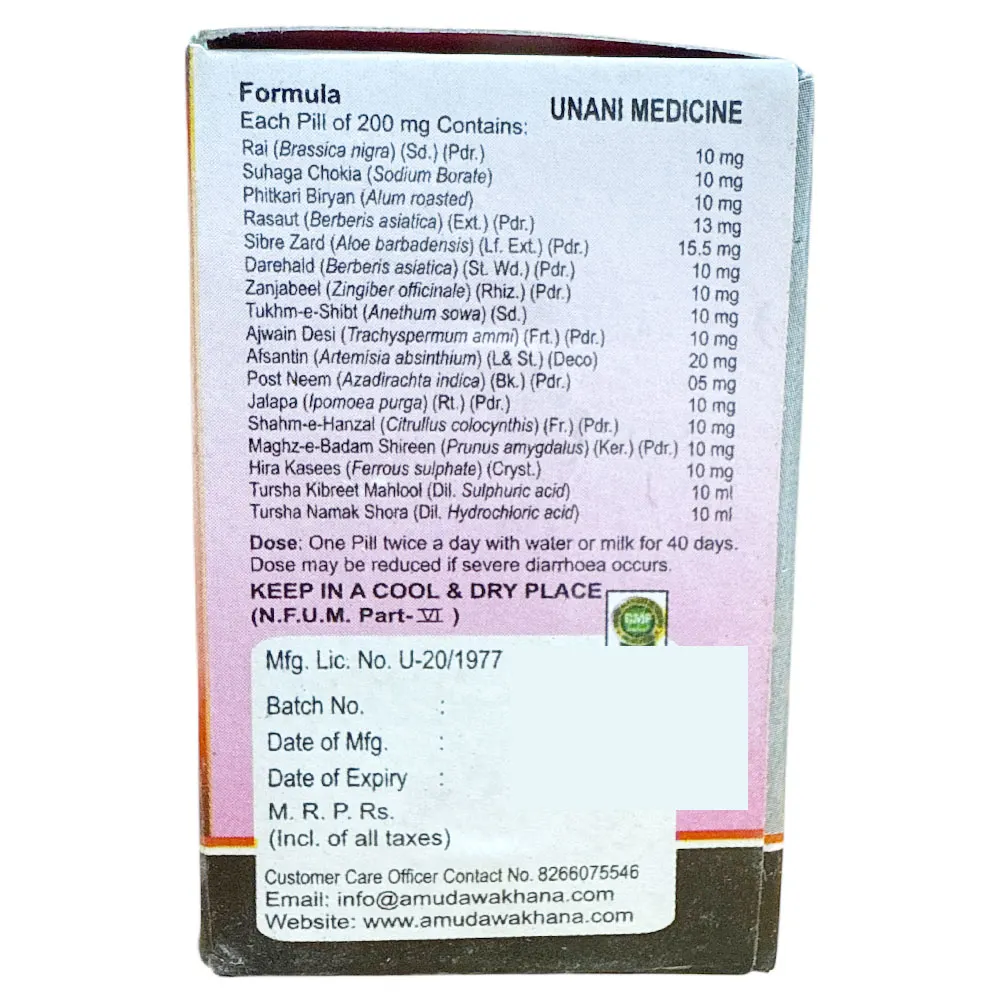 Formula
UNANI MEDICINE
Each Pill of 200 mg Contains:
Rai (Brassica nigra) (Sd.) (Pdr.) 10 mg
Suhaga Chokia (Sodium Borate) 10 mg
Phitkari Biryan (Alum roasted) 10 mg
Rasaut (Berberis asiatica) (Ext.) (Pdr.) 13 mg
Sibre Zard (Aloe barbadensis) (Lf. Ext.) (Pdr.) 15.5 mg
Darehald (Berberis asiatica) (St. Wd.) (Pdr.) 10 mg
Zanjabeel (Zingiber officinale) (Rhiz.) (Pdr.) 10 mg
Tukhm-e-Shibt (Anethum sowa) (Sd.) 10 mg
Ajwain Desi (Trachyspermum ammi) (Frt.) (Pdr.) 10 mg
Afsantin (Artemisia absinthium) (L& St.) (Deco) 20 mg
Post Neem (Azadirachta indica) (Bk.) (Pdr.) 05 mg
Jalapa (Ipomoea purga) (Rt.) (Pdr.) 10 mg
Shahm-e-Hanzal (Citrullus colocynthis) (Fr.) (Pdr.) 10 mg
Maghz-e-Badam Shireen (Prunus amygdalus) (Ker.) (Pdr.) 10 mg
Hira Kasees (Ferrous sulphate) (Cryst.) 10 mg
Tursha Kibreet Mahlool (Dil. Sulphuric acid) 10 ml
Tursha Namak Shora (Dil. Hydrochloric acid) 10 ml
Dose: One Pill twice a day with water or milk for 40 days.
Dose may be reduced if severe diarrhoea occurs.
KEEP IN A COOL & DRY PLACE
(N.F.U.M. Part-VI )
GMP
Mfg. Lic. No. U-20/1977
Batch No. :
Date of Mfg. :
Date of Expiry :
M. R. P. Rs.
(Incl. of all taxes)
Customer Care Officer Contact No. 8266075546
Email: info@amudawakhana.com
Website: www.amudawakhana.com